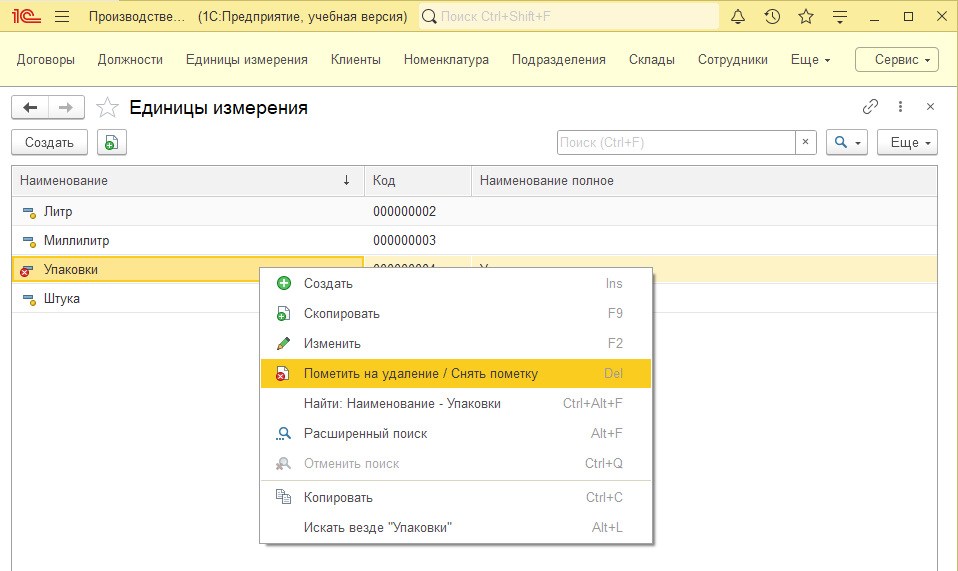 1С Производстве... (1С:Предприятие, учебная версия) Поиск Ctrl+Shift+F
Договоры Должности Единицы измерения Клиенты Номенклатура Подразделения Склады Сотрудники Еще Сервис
Единицы измерения
Создать Поиск (Ctrl+F) × Еще
Наименование ↓ Код Наименование полное
Литр 000000002
Миллилитр 000000003
Упаковки
Штука
Создать Ins
Скопировать F9
Изменить F2
Пометить на удаление / Снять пометку Del
Найти: Наименование - Упаковки Ctrl+Alt+F
Расширенный поиск Alt+F
Отменить поиск Ctrl+Q
Копировать Ctrl+C
Искать везде "Упаковки" Alt+L